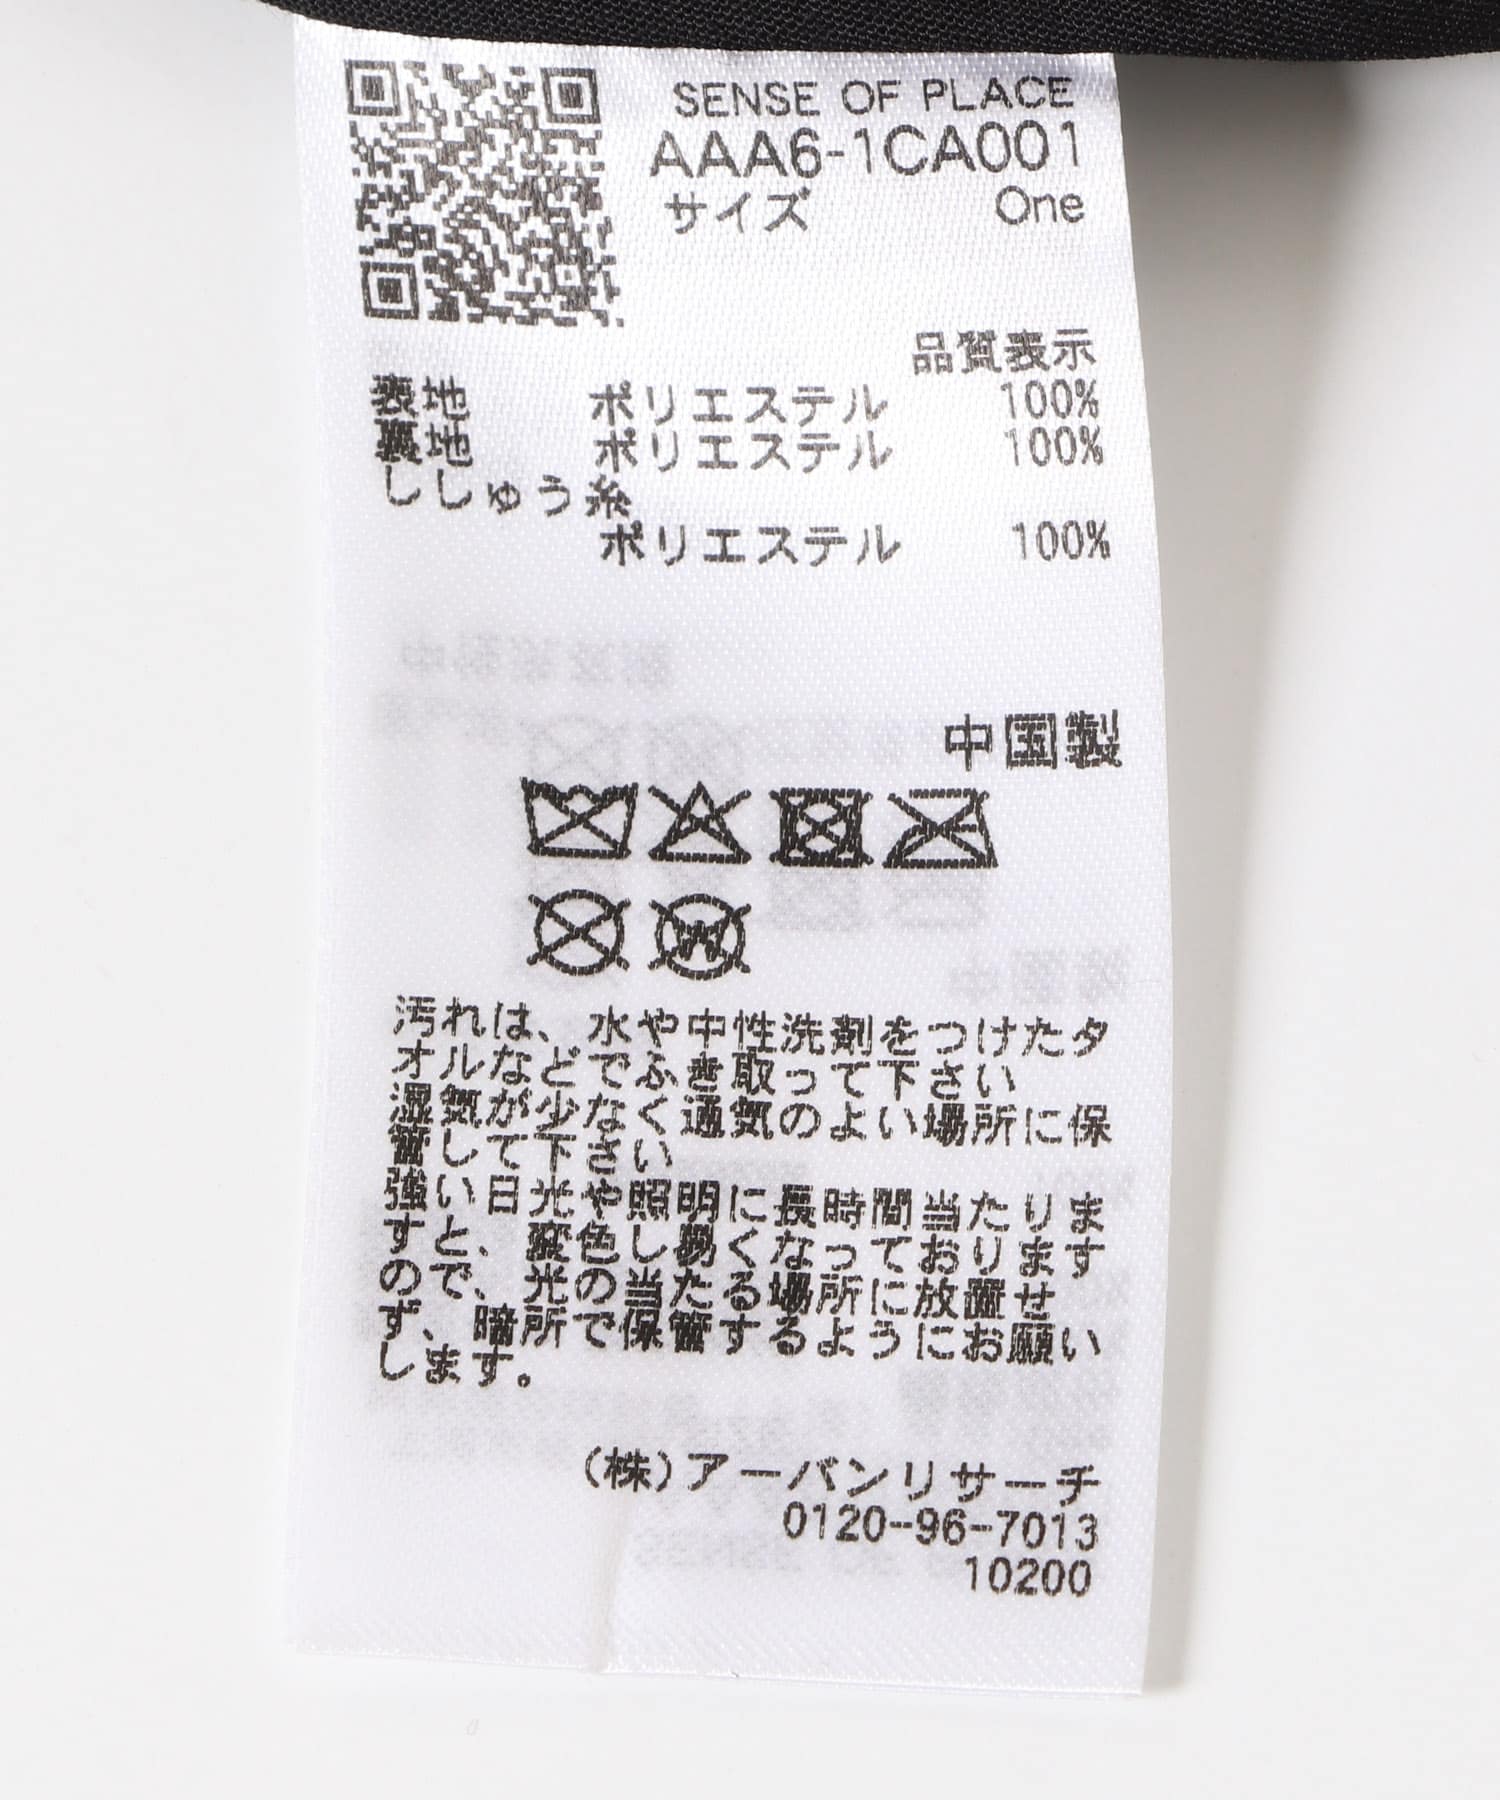 SENSE OF PLACE
AAA6-1CA001
サイズ One
品質表示
表地 ポリエステル 100%
裏地 ポリエステル 100%
ししゅう糸
ポリエステル 100%
中国製
W
汚れは、水や中性洗剤をつけたタ
オルなどでふき取って下さい
湿気が少なく通気のよい場所に保
管して下さい
強い日光や照明に長時間当たりま
すと、変色し易くなっております
ので、光の当たる場所に放置せ
ず、暗所で保管するようにお願い
します。
(株)アーバンリサーチ
0120-96-7013
10200